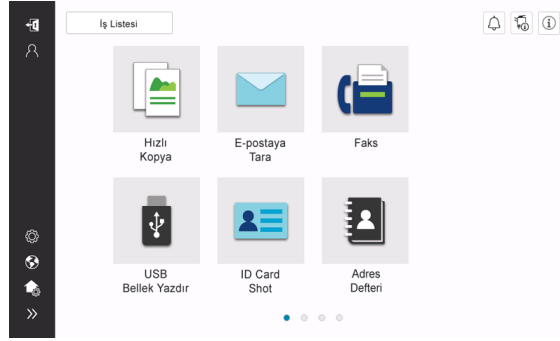 İş Listesi
Hızlı
Kopya
E-postaya
Tara
Faks
USB
Bellek Yazdır
ID Card
Shot
Adres
Defteri